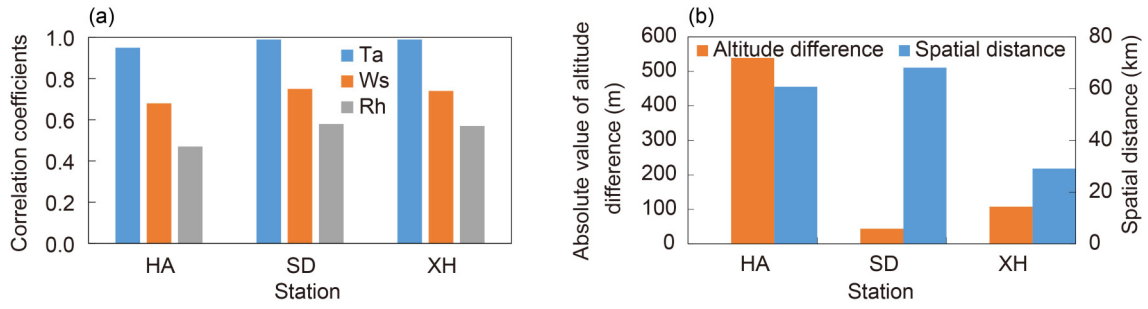 (a)
Correlation coefficients
1.0
0.8
0.6
0.4
0.2
0.0
Ta
Ws
Rh
HA SD XH
Station
(b)
Absolute value of altitude
difference (m)
600
500
400
300
200
100
0
Altitude difference Spatial distance
80
60
40
20
0
Spatial distance (km)
HA SD XH
Station